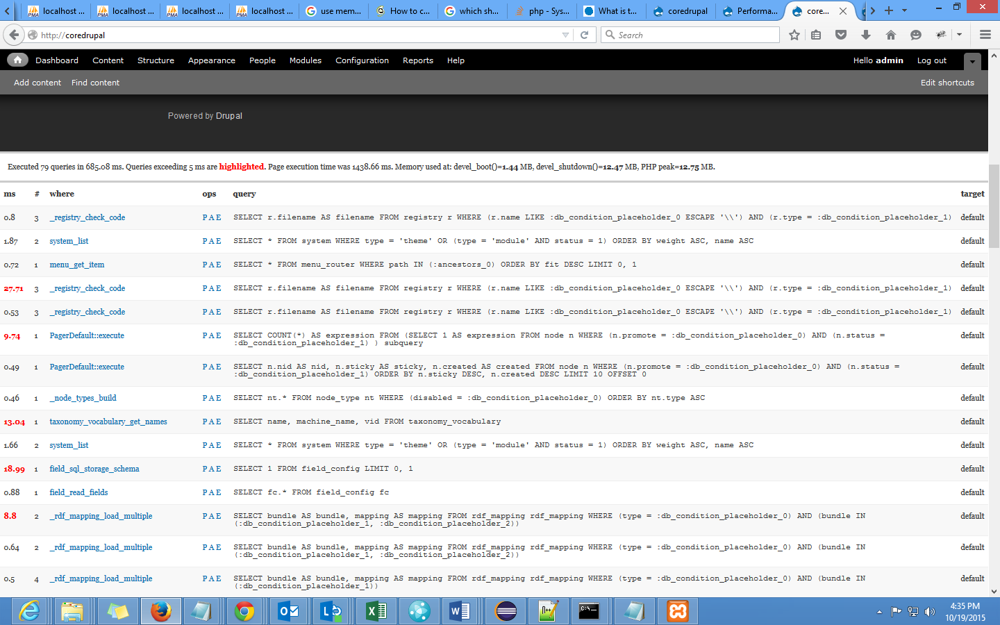 localhost ...
localhost ...
localhost ...
localhost ...
use mem...
How to c...
which sh...
php - Sys...
What is t...
coredrupal
Performa...
core...
http://coredrupal
Search
Dashboard Content Structure Appearance People Modules Configuration Reports Help Hello admin Log out
Add content Find content Edit shortcuts
Powered by Drupal
Executed 79 queries in 685.08 ms. Queries exceeding 5 ms are highlighted. Page execution time was 1438.66 ms. Memory used at: devel_boot()=1.44 MB, devel_shutdown()=12.47 MB, PHP peak=12.75 MB.
ms # where ops query target
0.8 3 _registry_check_code P A E SELECT r.filename AS filename FROM registry r WHERE (r.name LIKE :db_condition_placeholder_0 ESCAPE '\\') AND (r.type = :db_condition_placeholder_1) default
1.87 2 system_list P A E SELECT * FROM system WHERE type = 'theme' OR (type = 'module' AND status = 1) ORDER BY weight ASC, name ASC default
0.72 1 menu_get_item P A E SELECT * FROM menu_router WHERE path IN (:ancestors_0) ORDER BY fit DESC LIMIT 0, 1 default
27.71 3 _registry_check_code P A E SELECT r.filename AS filename FROM registry r WHERE (r.name LIKE :db_condition_placeholder_0 ESCAPE '\\') AND (r.type = :db_condition_placeholder_1) default
0.53 3 _registry_check_code P A E SELECT r.filename AS filename FROM registry r WHERE (r.name LIKE :db_condition_placeholder_0 ESCAPE '\\') AND (r.type = :db_condition_placeholder_1) default
9.74 1 PagerDefault::execute P A E SELECT COUNT(*) AS expression FROM (SELECT 1 AS expression FROM node n WHERE (n.promote = :db_condition_placeholder_0) AND (n.status = default
:db_condition_placeholder_1) ) subquery
0.49 1 PagerDefault::execute P A E SELECT n.nid AS nid, n.sticky AS sticky, n.created AS created FROM node n WHERE (n.promote = :db_condition_placeholder_0) AND (n.status = default
:db_condition_placeholder_1) ORDER BY n.sticky DESC, n.created DESC LIMIT 10 OFFSET 0
0.46 1 _node_types_build P A E SELECT nt.* FROM node_type nt WHERE (disabled = :db_condition_placeholder_0) ORDER BY nt.type ASC default
13.04 1 taxonomy_vocabulary_get_names P A E SELECT name, machine_name, vid FROM taxonomy_vocabulary default
1.66 2 system_list P A E SELECT * FROM system WHERE type = 'theme' OR (type = 'module' AND status = 1) ORDER BY weight ASC, name ASC default
18.99 1 field_sql_storage_schema P A E SELECT 1 FROM field_config LIMIT 0, 1 default
0.88 1 field_read_fields P A E SELECT fc.* FROM field_config fc default
8.8 2 _rdf_mapping_load_multiple P A E SELECT bundle AS bundle, mapping AS mapping FROM rdf_mapping rdf_mapping WHERE (type = :db_condition_placeholder_0) AND (bundle IN default
(:db_condition_placeholder_1, :db_condition_placeholder_2))
0.64 2 _rdf_mapping_load_multiple P A E SELECT bundle AS bundle, mapping AS mapping FROM rdf_mapping rdf_mapping WHERE (type = :db_condition_placeholder_0) AND (bundle IN default
(:db_condition_placeholder_1, :db_condition_placeholder_2))
0.5 4 _rdf_mapping_load_multiple P A E SELECT bundle AS bundle, mapping AS mapping FROM rdf_mapping rdf_mapping WHERE (type = :db_condition_placeholder_0) AND (bundle IN default
(:db_condition_placeholder_1))
4:35 PM
10/19/2015